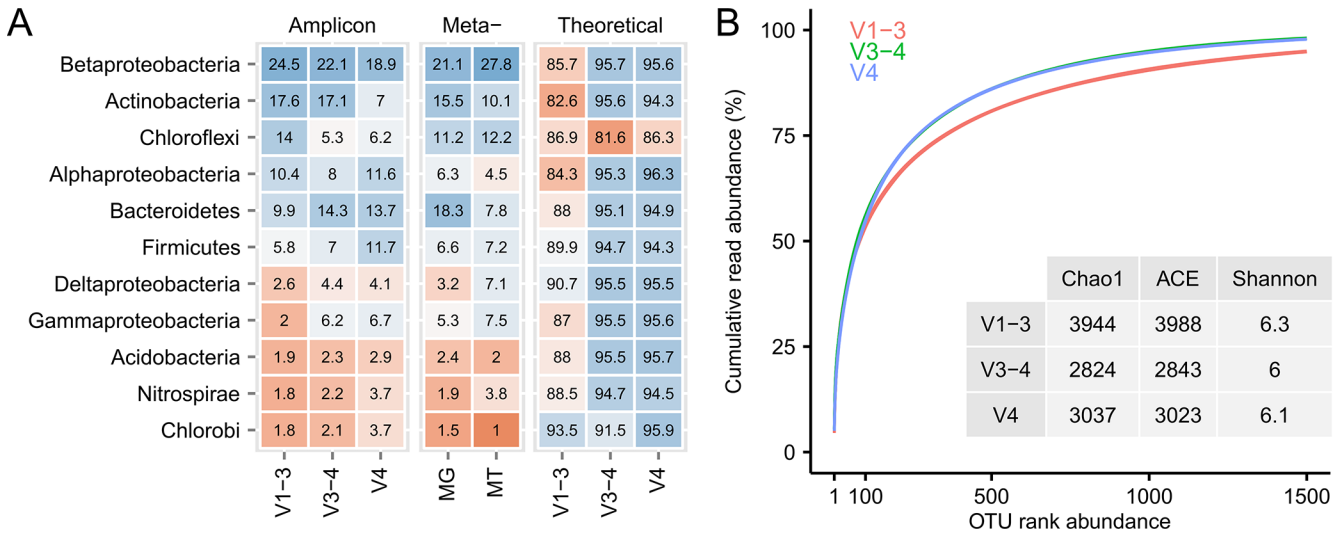 A
Amplicon Meta− Theoretical
Betaproteobacteria 24.5 22.1 18.9 21.1 27.8 85.7 95.7 95.6
Actinobacteria 17.6 17.1 7 15.5 10.1 82.6 95.6 94.3
Chloroflexi 14 5.3 6.2 11.2 12.2 86.9 81.6 86.3
Alphaproteobacteria 10.4 8 11.6 6.3 4.5 84.3 95.3 96.3
Bacteroidetes 9.9 14.3 13.7 18.3 7.8 88 95.1 94.9
Firmicutes 5.8 7 11.7 6.6 7.2 89.9 94.7 94.3
Deltaproteobacteria 2.6 4.4 4.1 3.2 7.1 90.7 95.5 95.5
Gammaproteobacteria 2 6.2 6.7 5.3 7.5 87 95.5 95.6
Acidobacteria 1.9 2.3 2.9 2.4 2 88 95.5 95.7
Nitrospirae 1.8 2.2 3.7 1.9 3.8 88.5 94.7 94.5
Chlorobi 1.8 2.1 3.7 1.5 1 93.5 91.5 95.9
V1−3 V3−4 V4 MG MT V1−3 V3−4 V4
B
Cumulative read abundance (%)
100
75
50
25
0
V1−3
V3−4
V4
Chao1 ACE Shannon
V1−3 3944 3988 6.3
V3−4 2824 2843 6
V4 3037 3023 6.1
1 100 500 1000 1500
OTU rank abundance